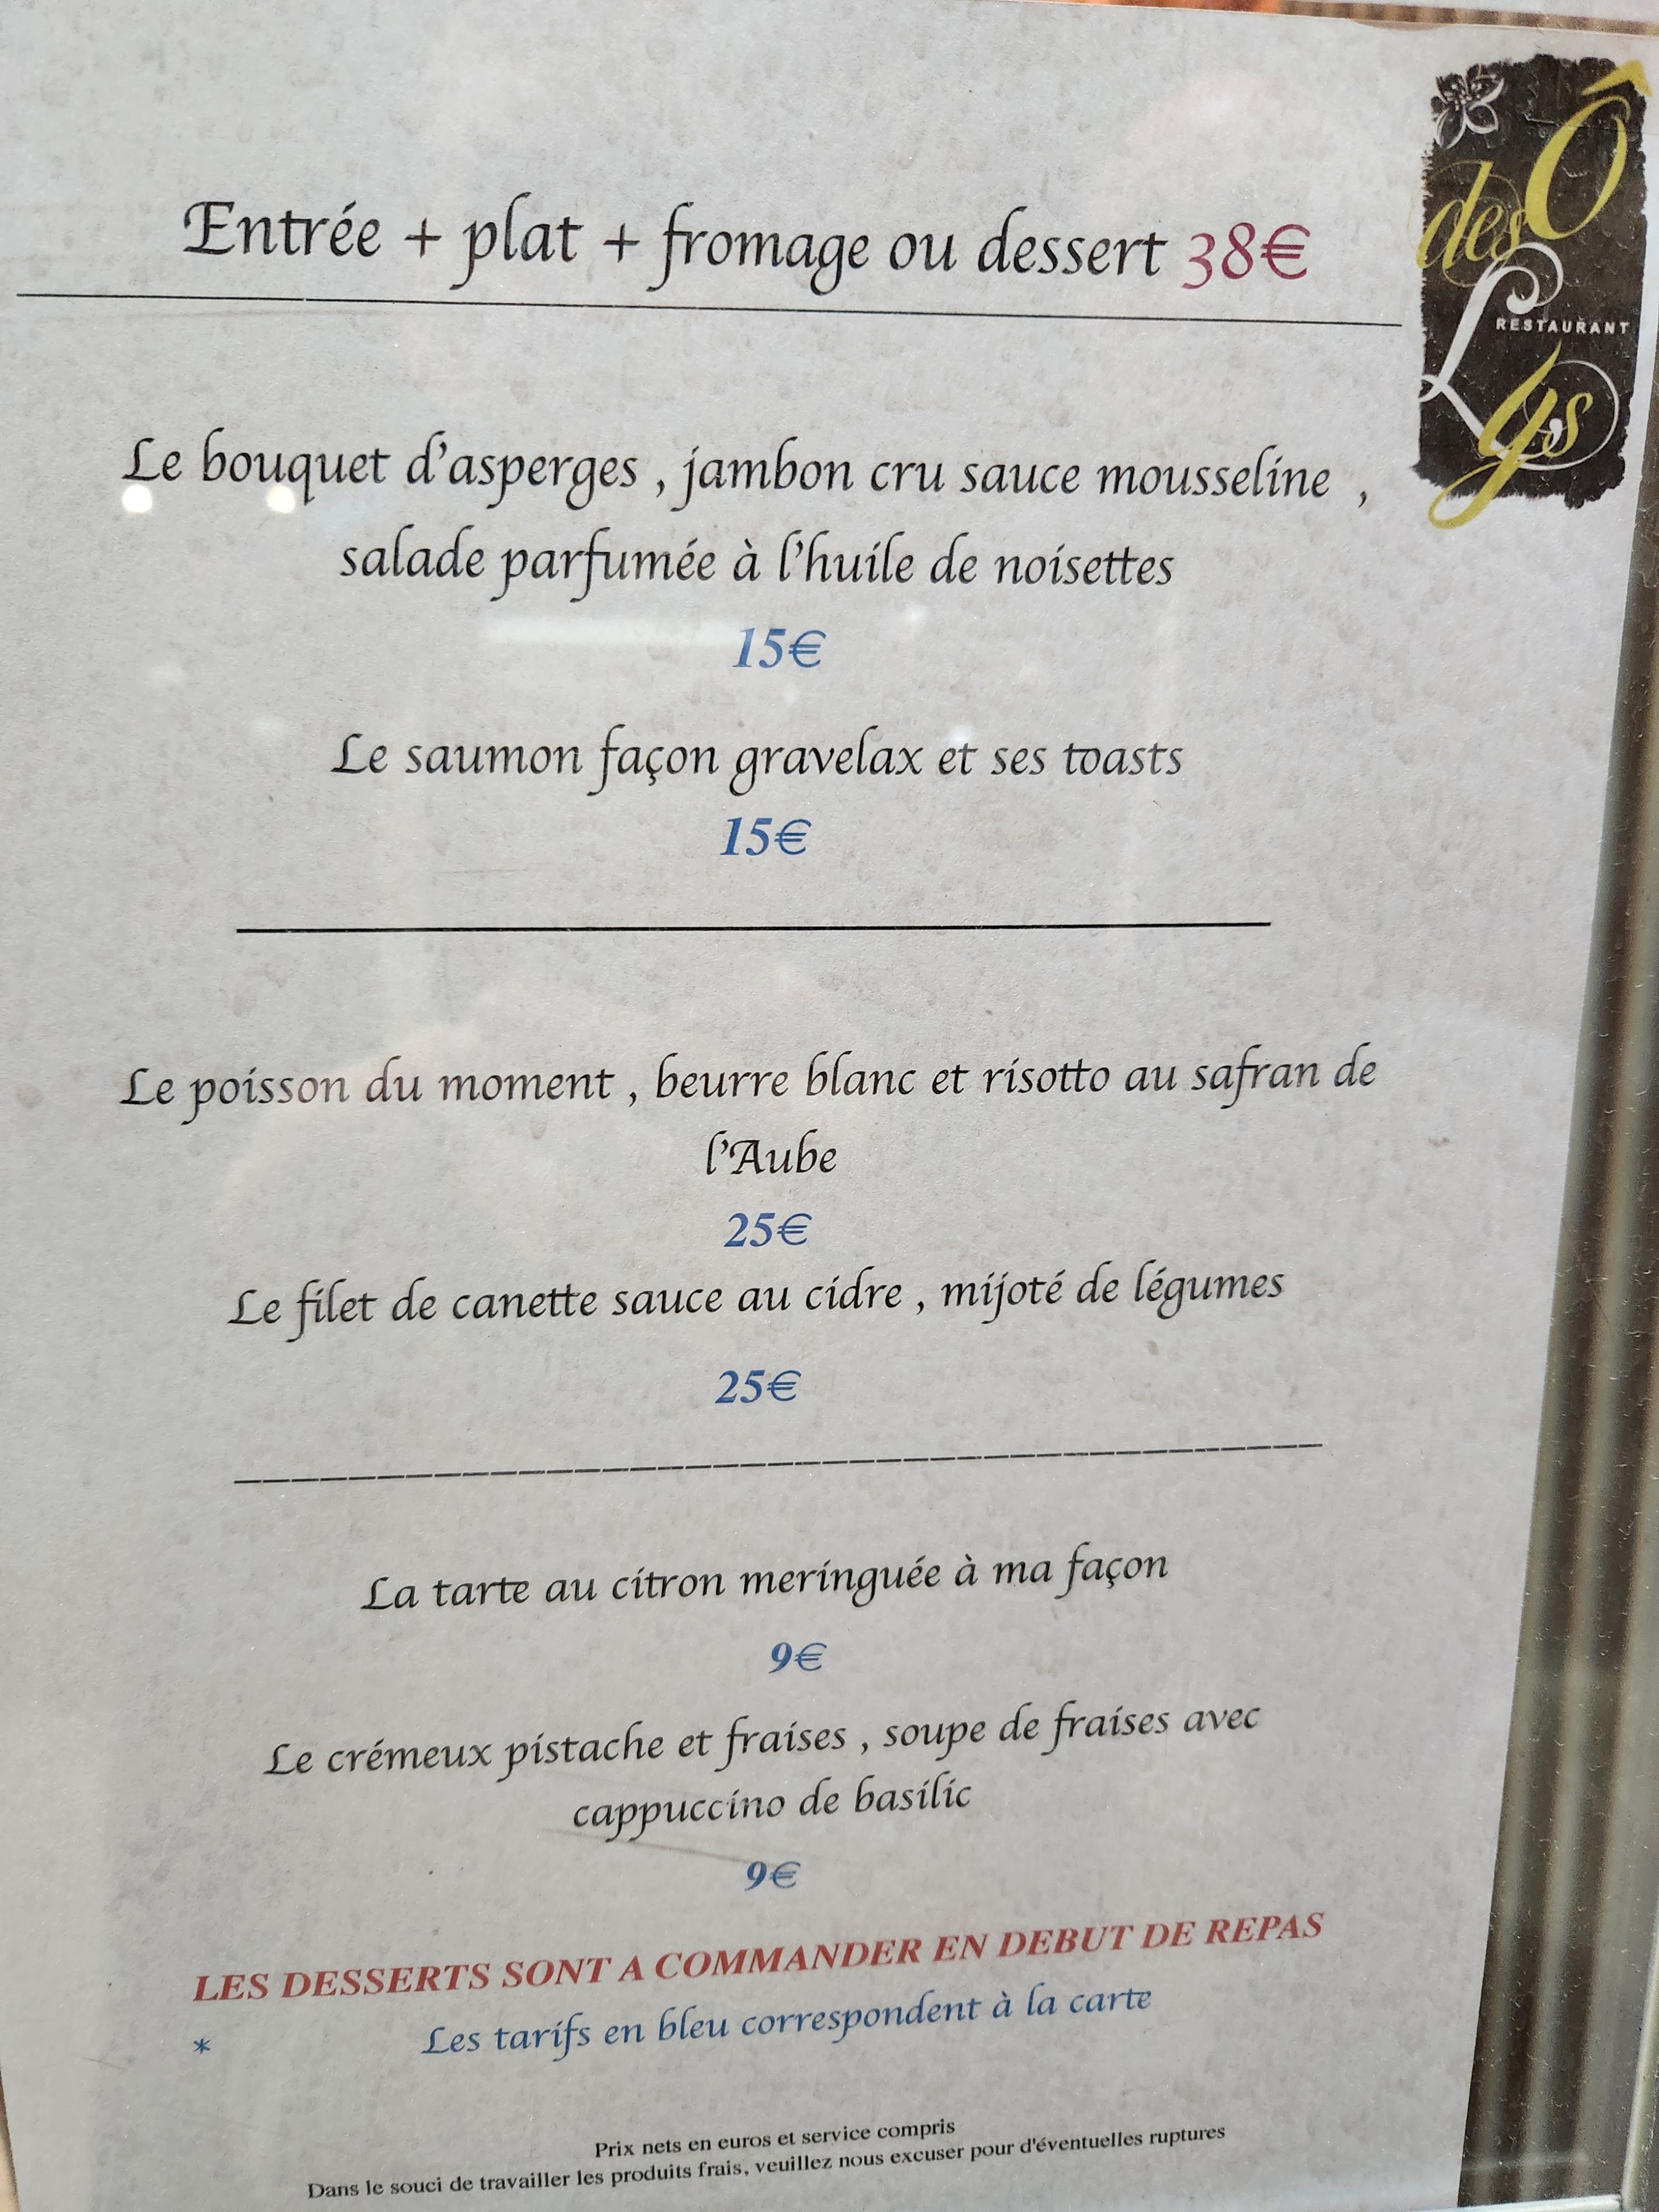 Ô
des
Lys
RESTAURANT
Entrée + plat + fromage ou dessert 38€
Le bouquet d'asperges , jambon cru sauce mousseline ,
salade parfumée à l'huile de noisettes
15€
Le saumon façon gravelax et ses toasts
15€
Le poisson du moment , beurre blanc et risotto au safran de
l'Aube
25€
Le filet de canette sauce au cidre , mijoté de légumes
25€
La tarte au citron meringuée à ma façon
9€
Le crémeux pistache et fraises , soupe de fraises avec
cappuccino de basilic
9€
LES DESSERTS SONT A COMMANDER EN DEBUT DE REPAS
* Les tarifs en bleu correspondent à la carte
Prix nets en euros et service compris
Dans le souci de travailler les produits frais, veuillez nous excuser pour d'éventuelles ruptures